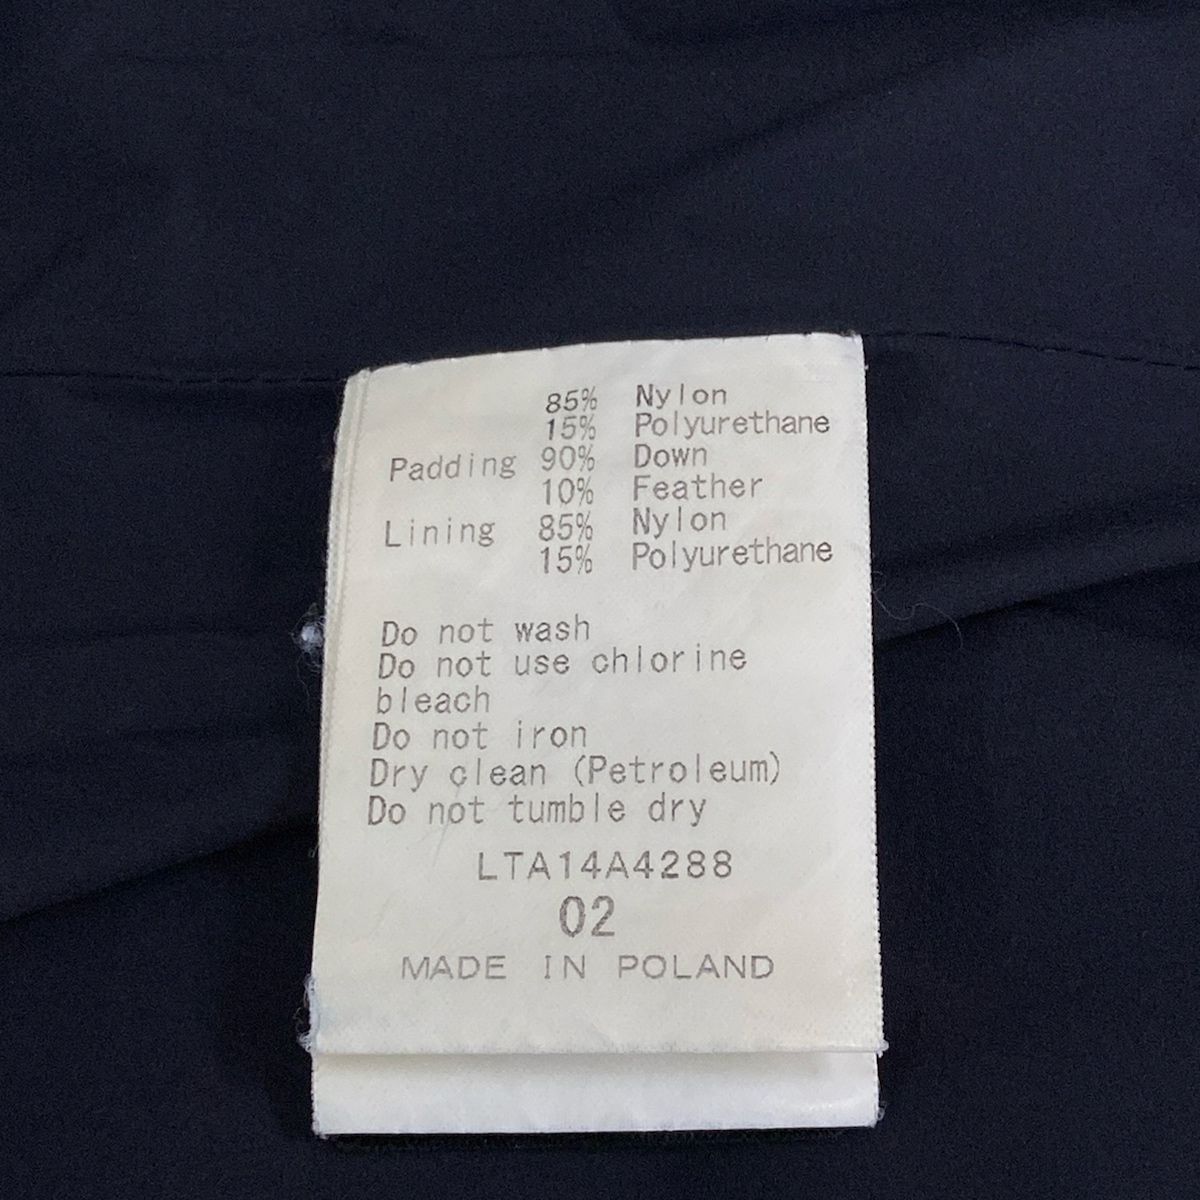 85% Nylon
15% Polyurethane
Padding 90% Down
10% Feather
Lining 85% Nylon
15% Polyurethane
Do not wash
Do not use chlorine
bleach
Do not iron
Dry clean (Petroleum)
Do not tumble dry
LTA14A4288
02
MADE IN POLAND